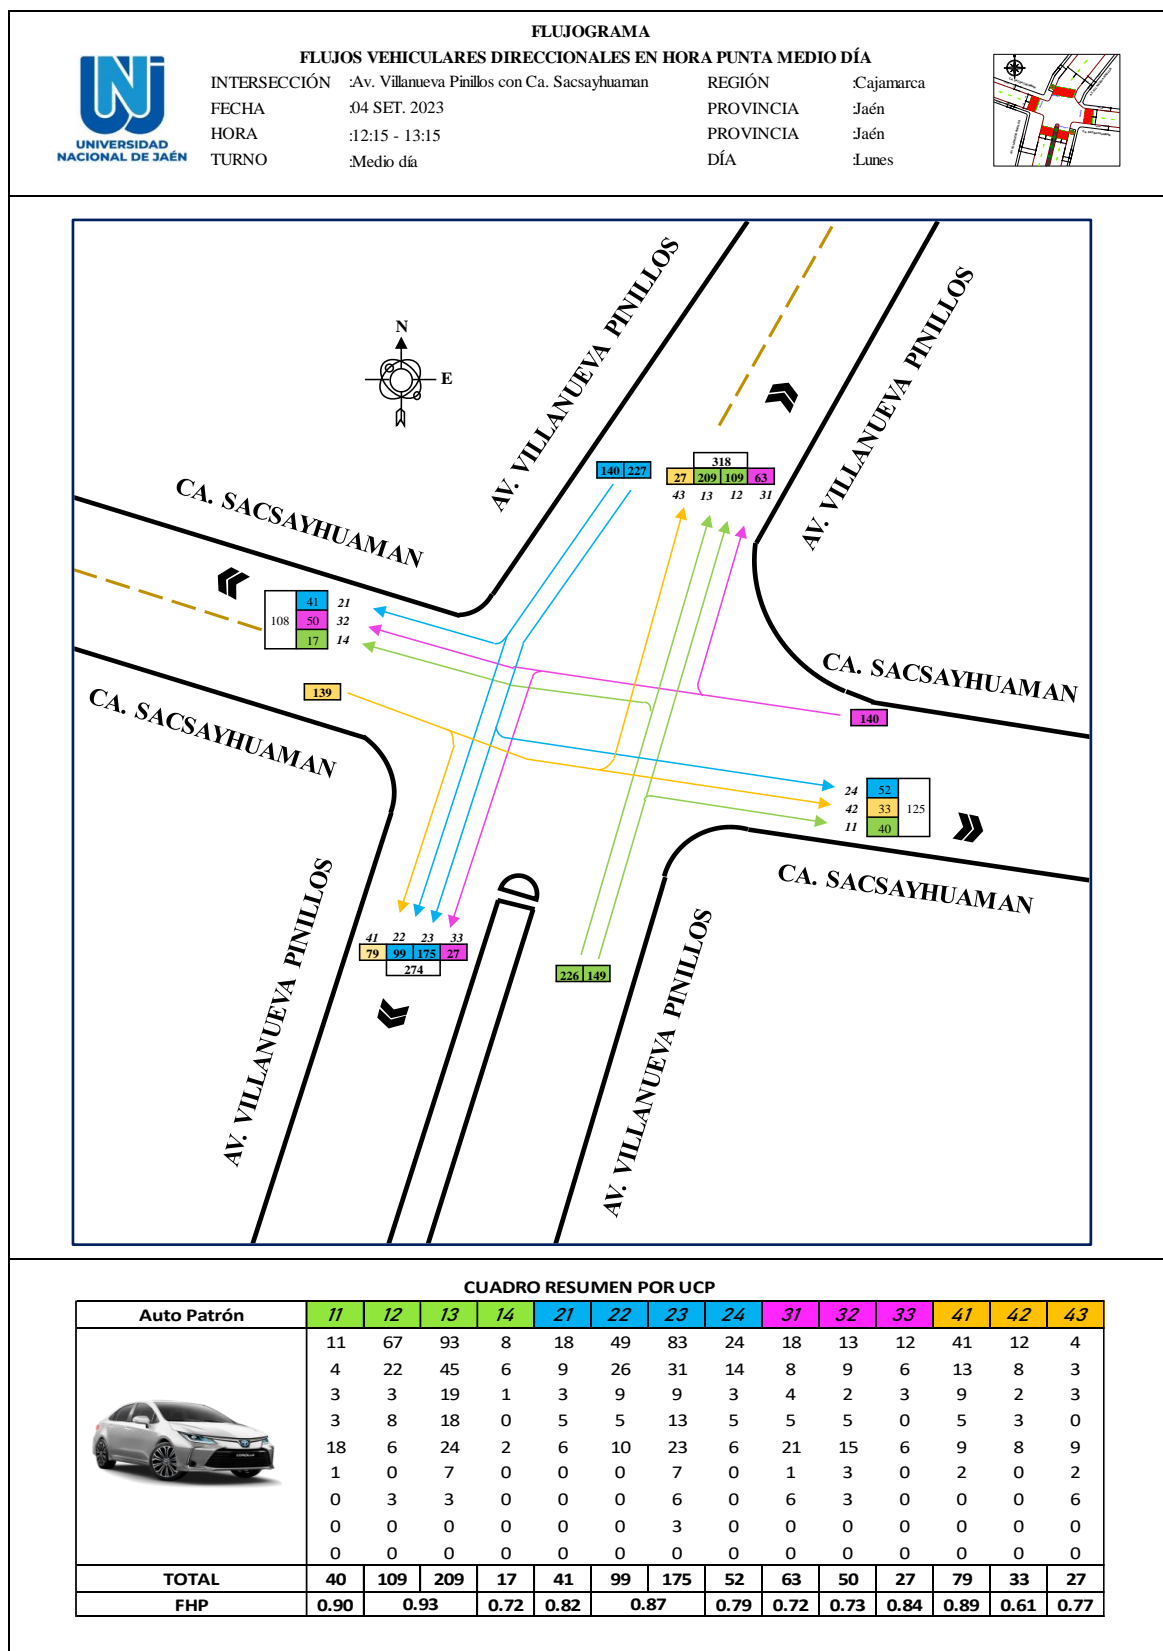 FLUJOGRAMA
FLUJOS VEHICULARES DIRECCIONALES EN HORA PUNTA MEDIO DÍA
UNJ
UNIVERSIDAD
NACIONAL DE JAÉN
INTERSECCIÓN :Av. Villanueva Pinillos con Ca. Sacsayhuaman REGIÓN :Cajamarca
FECHA :04 SET. 2023 PROVINCIA :Jaén
HORA :12:15 - 13:15 PROVINCIA :Jaén
TURNO :Medio día DÍA :Lunes
N
E
AV. VILLANUEVA PINILLOS
AV. VILLANUEVA PINILLOS
CA. SACSAYHUAMAN
318
140 227 27 209 109 63
43 13 12 31
108 41 21
50 32
17 14
139
CA. SACSAYHUAMAN
CA. SACSAYHUAMAN
140
24 52
42 33 125
11 40
CA. SACSAYHUAMAN
AV. VILLANUEVA PINILLOS
AV. VILLANUEVA PINILLOS
41 22 23 33
79 99 175 27
274
226 149
CUADRO RESUMEN POR UCP
Auto Patrón 11 12 13 14 21 22 23 24 31 32 33 41 42 43
11 67 93 8 18 49 83 24 18 13 12 41 12 4
4 22 45 6 9 26 31 14 8 9 6 13 8 3
3 3 19 1 3 9 9 3 4 2 3 9 2 3
3 8 18 0 5 5 13 5 5 5 0 5 3 0
18 6 24 2 6 10 23 6 21 15 6 9 8 9
1 0 7 0 0 0 7 0 1 3 0 2 0 2
0 3 3 0 0 0 6 0 6 3 0 0 0 6
0 0 0 0 0 0 3 0 0 0 0 0 0 0
0 0 0 0 0 0 0 0 0 0 0 0 0 0
TOTAL 40 109 209 17 41 99 175 52 63 50 27 79 33 27
FHP 0.90 0.93 0.72 0.82 0.87 0.79 0.72 0.73 0.84 0.89 0.61 0.77